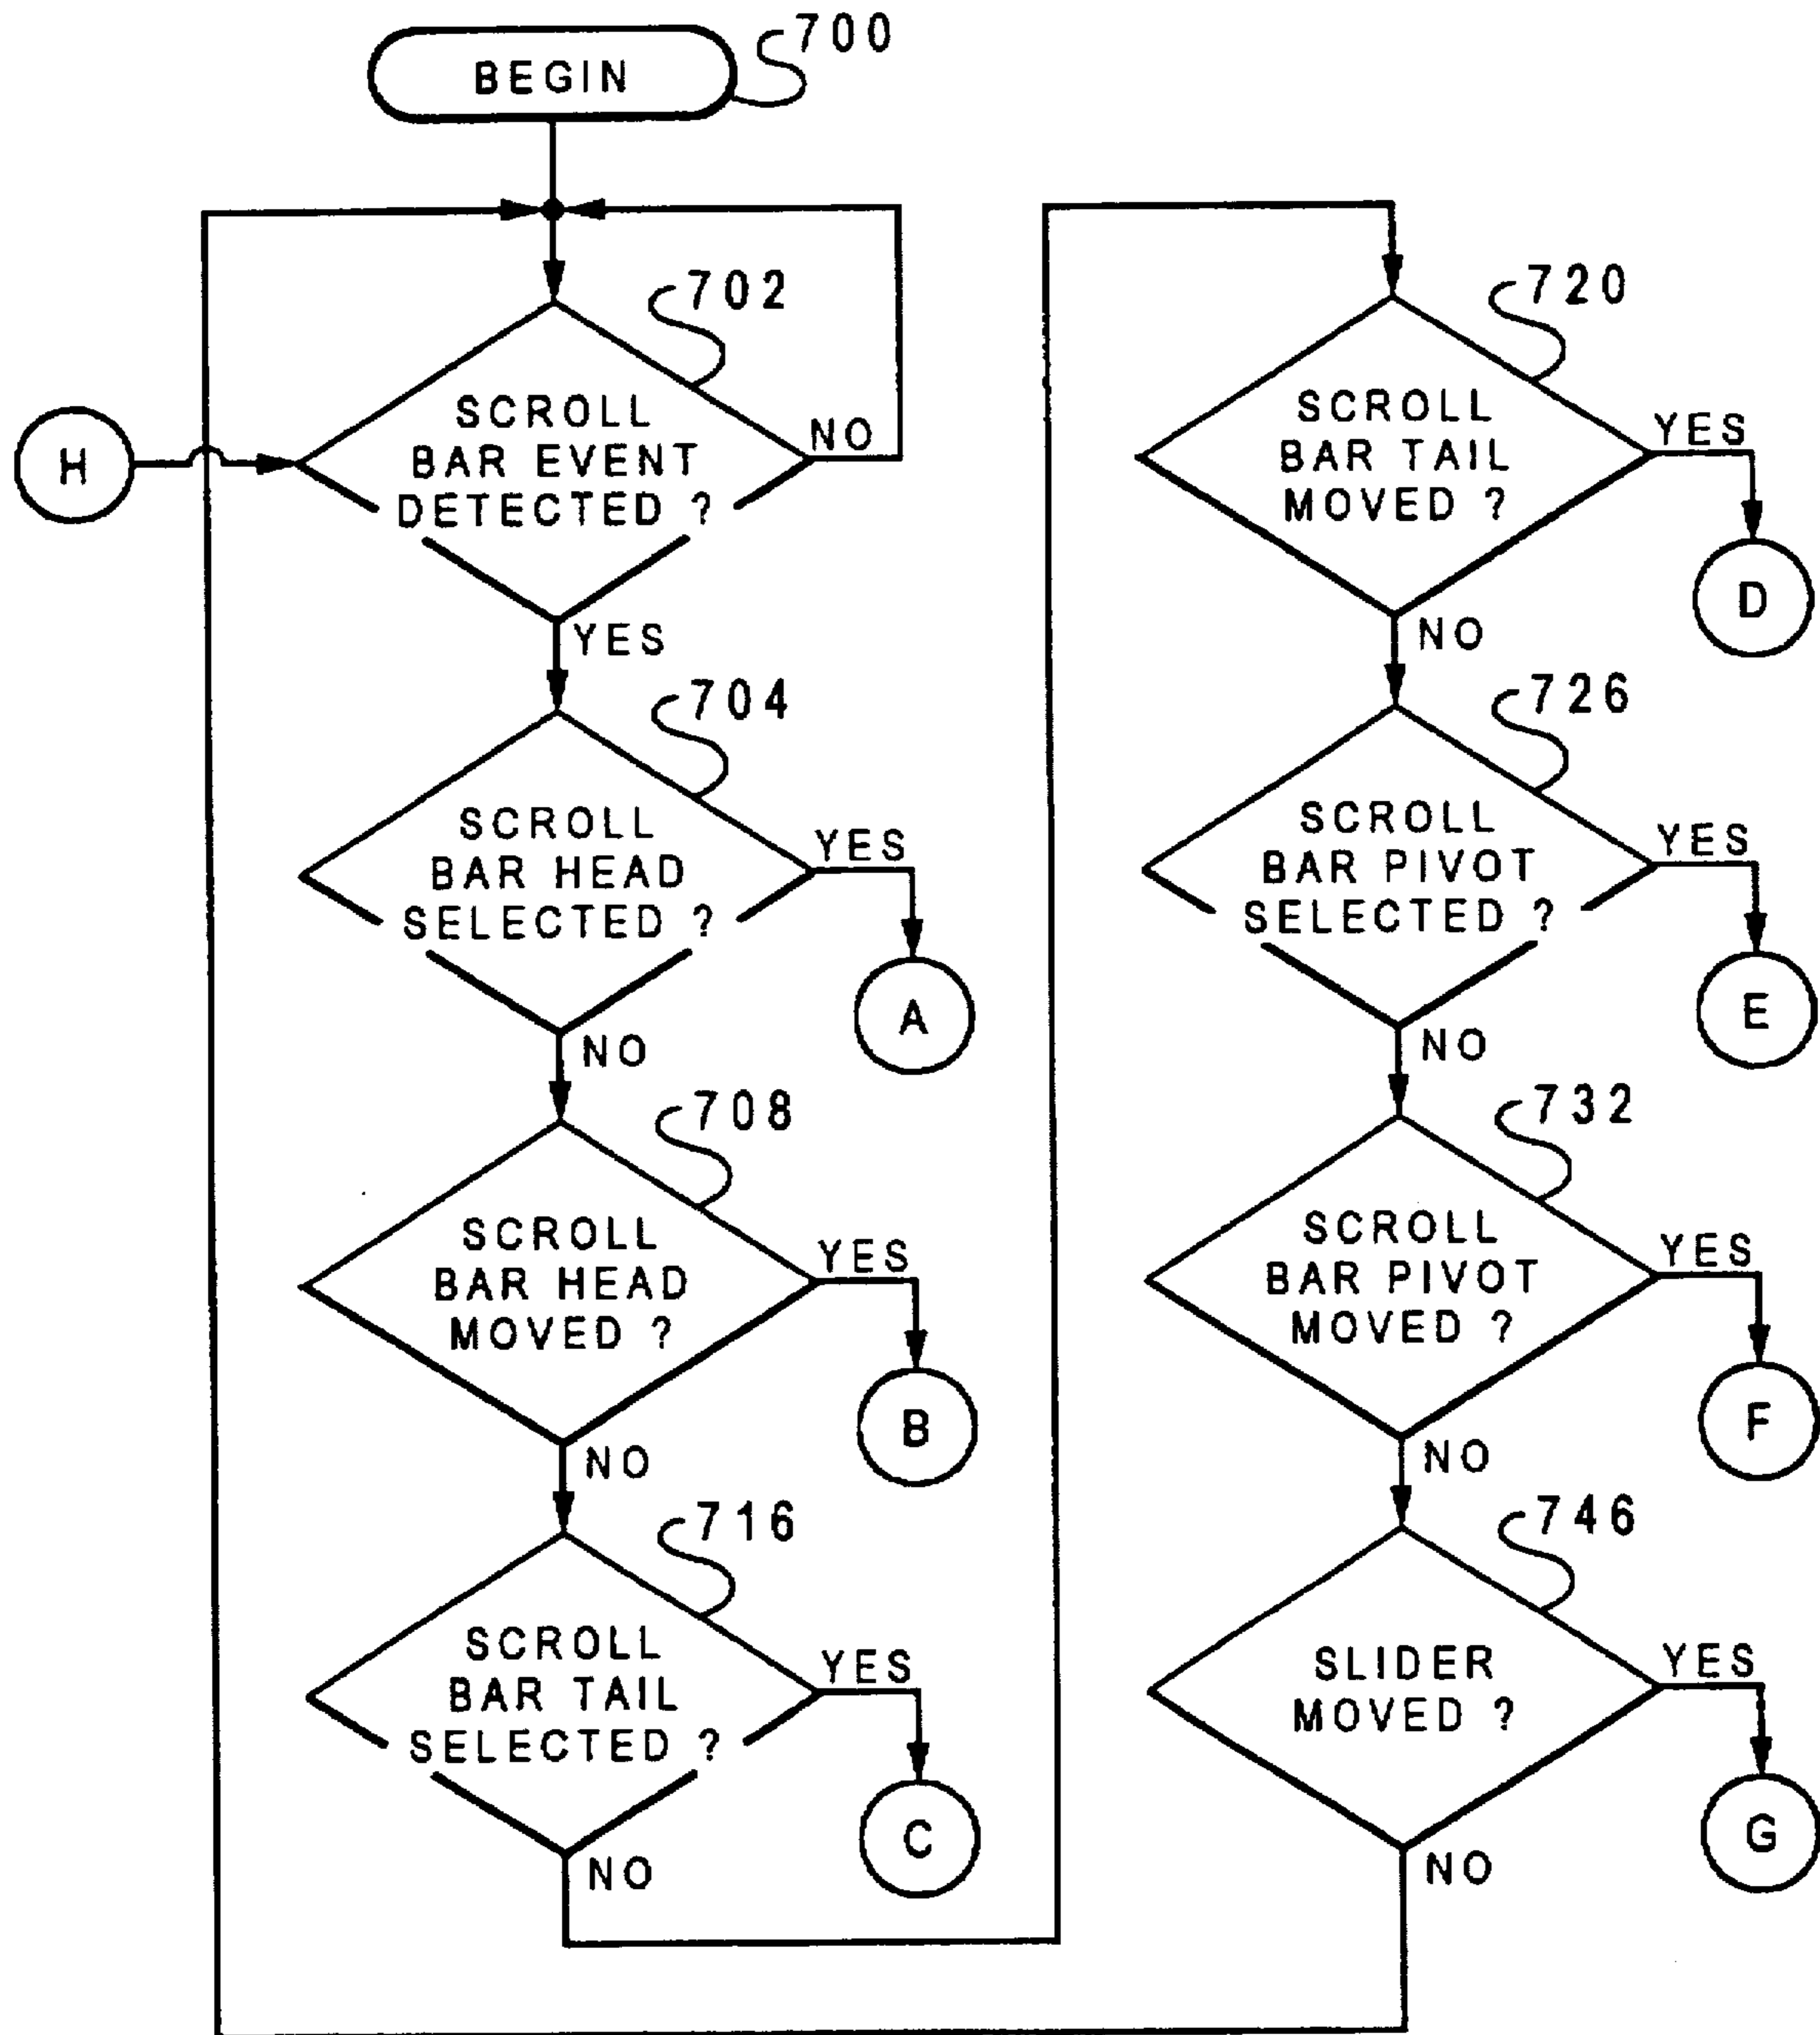 700
BEGIN
702
SCROLL
BAR EVENT
DETECTED ?
NO
H
YES
704
SCROLL
BAR HEAD
SELECTED ?
YES
A
NO
708
SCROLL
BAR HEAD
MOVED ?
YES
B
NO
716
SCROLL
BAR TAIL
SELECTED ?
YES
C
NO
720
SCROLL
BAR TAIL
MOVED ?
YES
D
NO
726
SCROLL
BAR PIVOT
SELECTED ?
YES
E
NO
732
SCROLL
BAR PIVOT
MOVED ?
YES
F
NO
746
SLIDER
MOVED ?
YES
G
NO